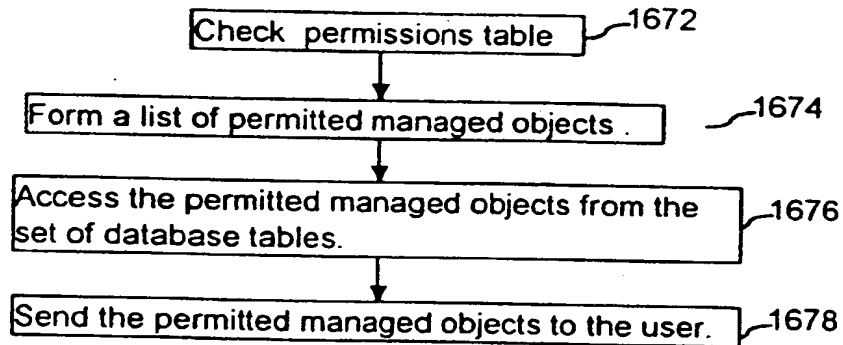 Check permissions table
1672
Form a list of permitted managed objects .
1674
Access the permitted managed objects from the
set of database tables.
1676
Send the permitted managed objects to the user.
1678